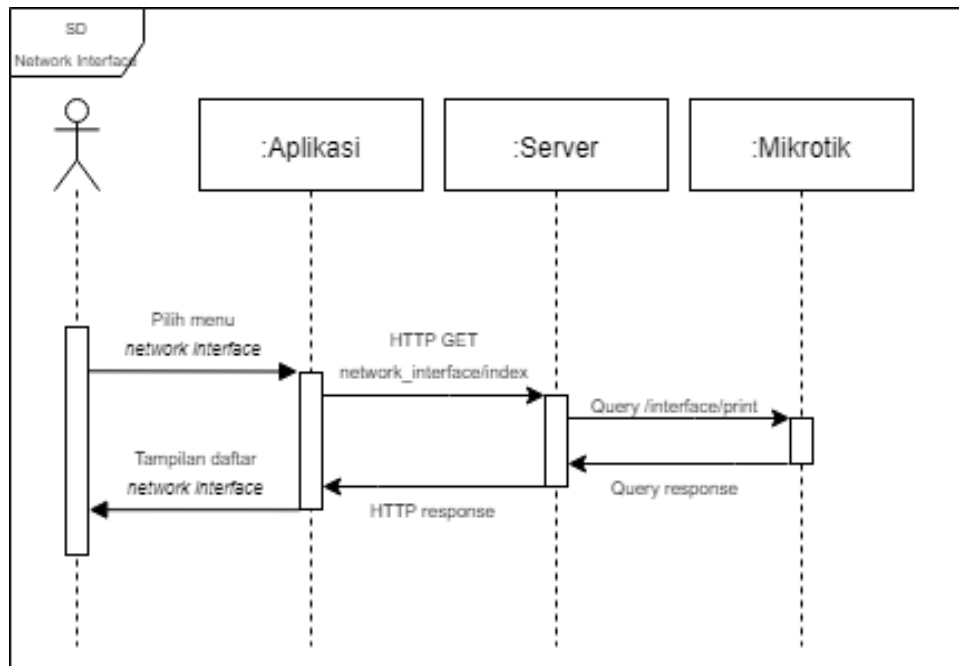 SD
Network Interface
:Aplikasi
:Server
:Mikrotik
Pilih menu
network interface
HTTP GET
network_interface/index
Query /interface/print
Query response
HTTP response
Tampilan daftar
network interface